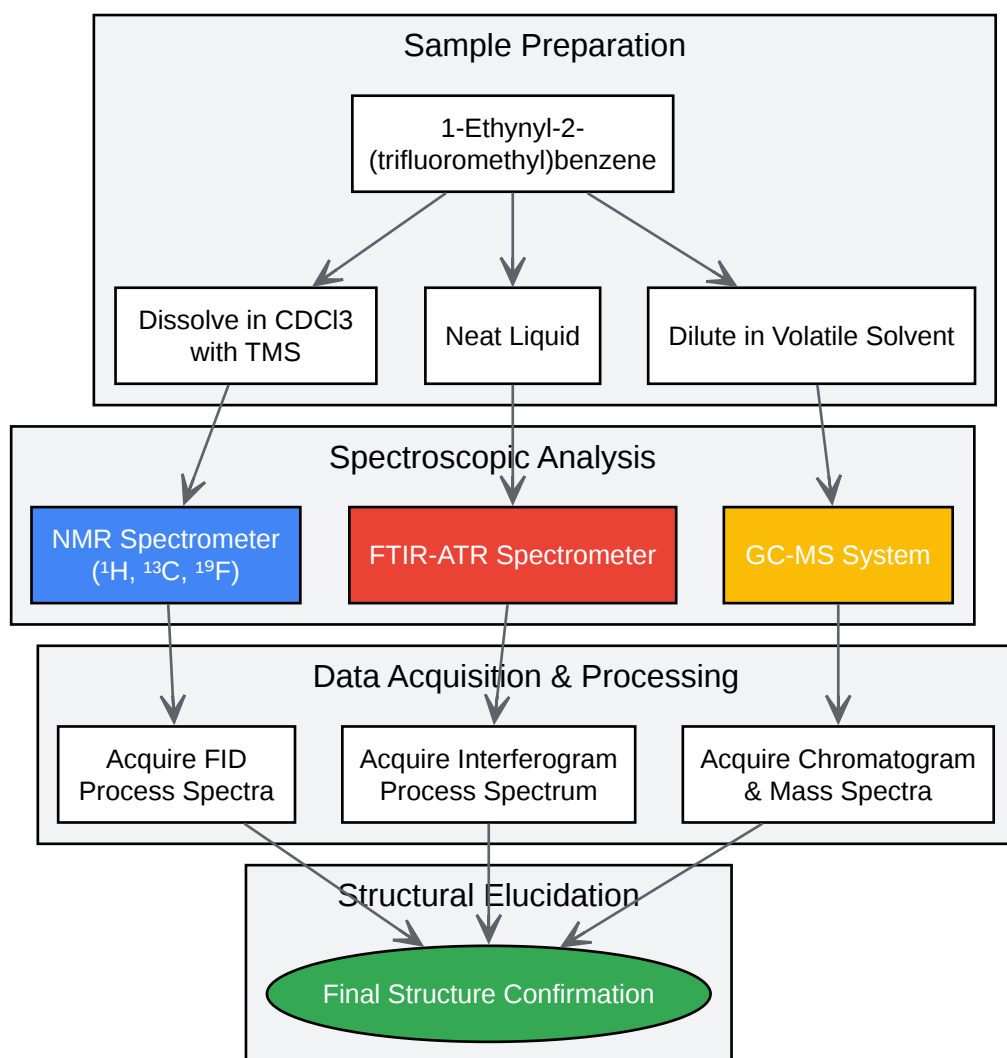 Sample Preparation
1-Ethynyl-2-
(trifluoromethyl)benzene
Dissolve in CDCl3
with TMS
Neat Liquid
Dilute in Volatile Solvent
Spectroscopic Analysis
NMR Spectrometer
(¹H, ¹³C, ¹⁹F)
FTIR-ATR Spectrometer
GC-MS System
Data Acquisition & Processing
Acquire FID
Process Spectra
Acquire Interferogram
Process Spectrum
Acquire Chromatogram
& Mass Spectra
Structural Elucidation
Final Structure Confirmation